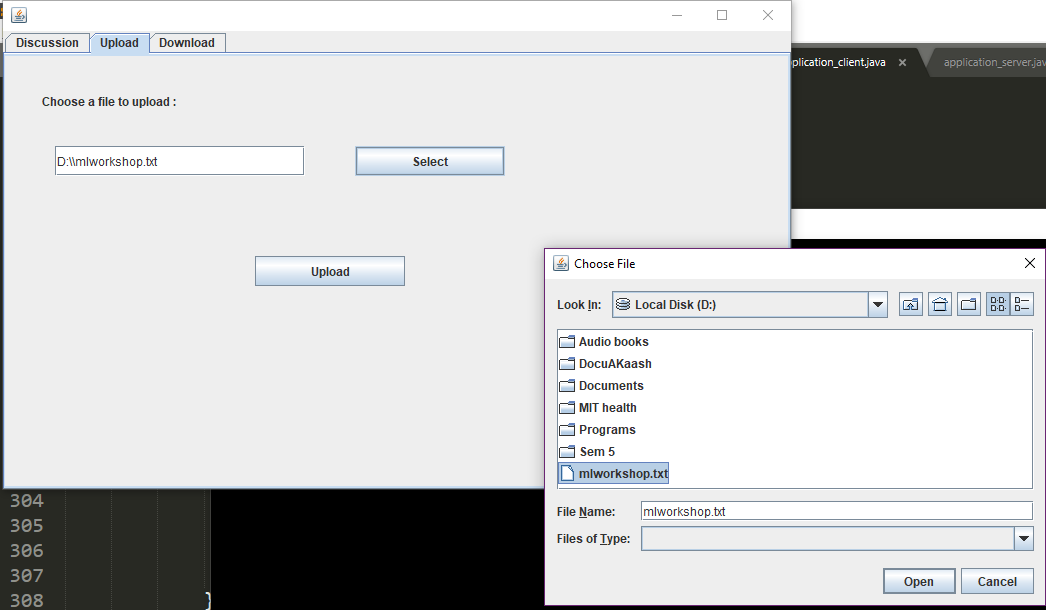 Discussion Upload Download
plication_client.java × application_server.jav
Choose a file to upload :
D:\\mlworkshop.txt Select
Upload
Choose File
Look In: Local Disk (D:)
Audio books
DocuAKaash
Documents
MIT health
Programs
Sem 5
mlworkshop.txt
File Name: mlworkshop.txt
Files of Type:
Open Cancel
304
305
306
307
308 }